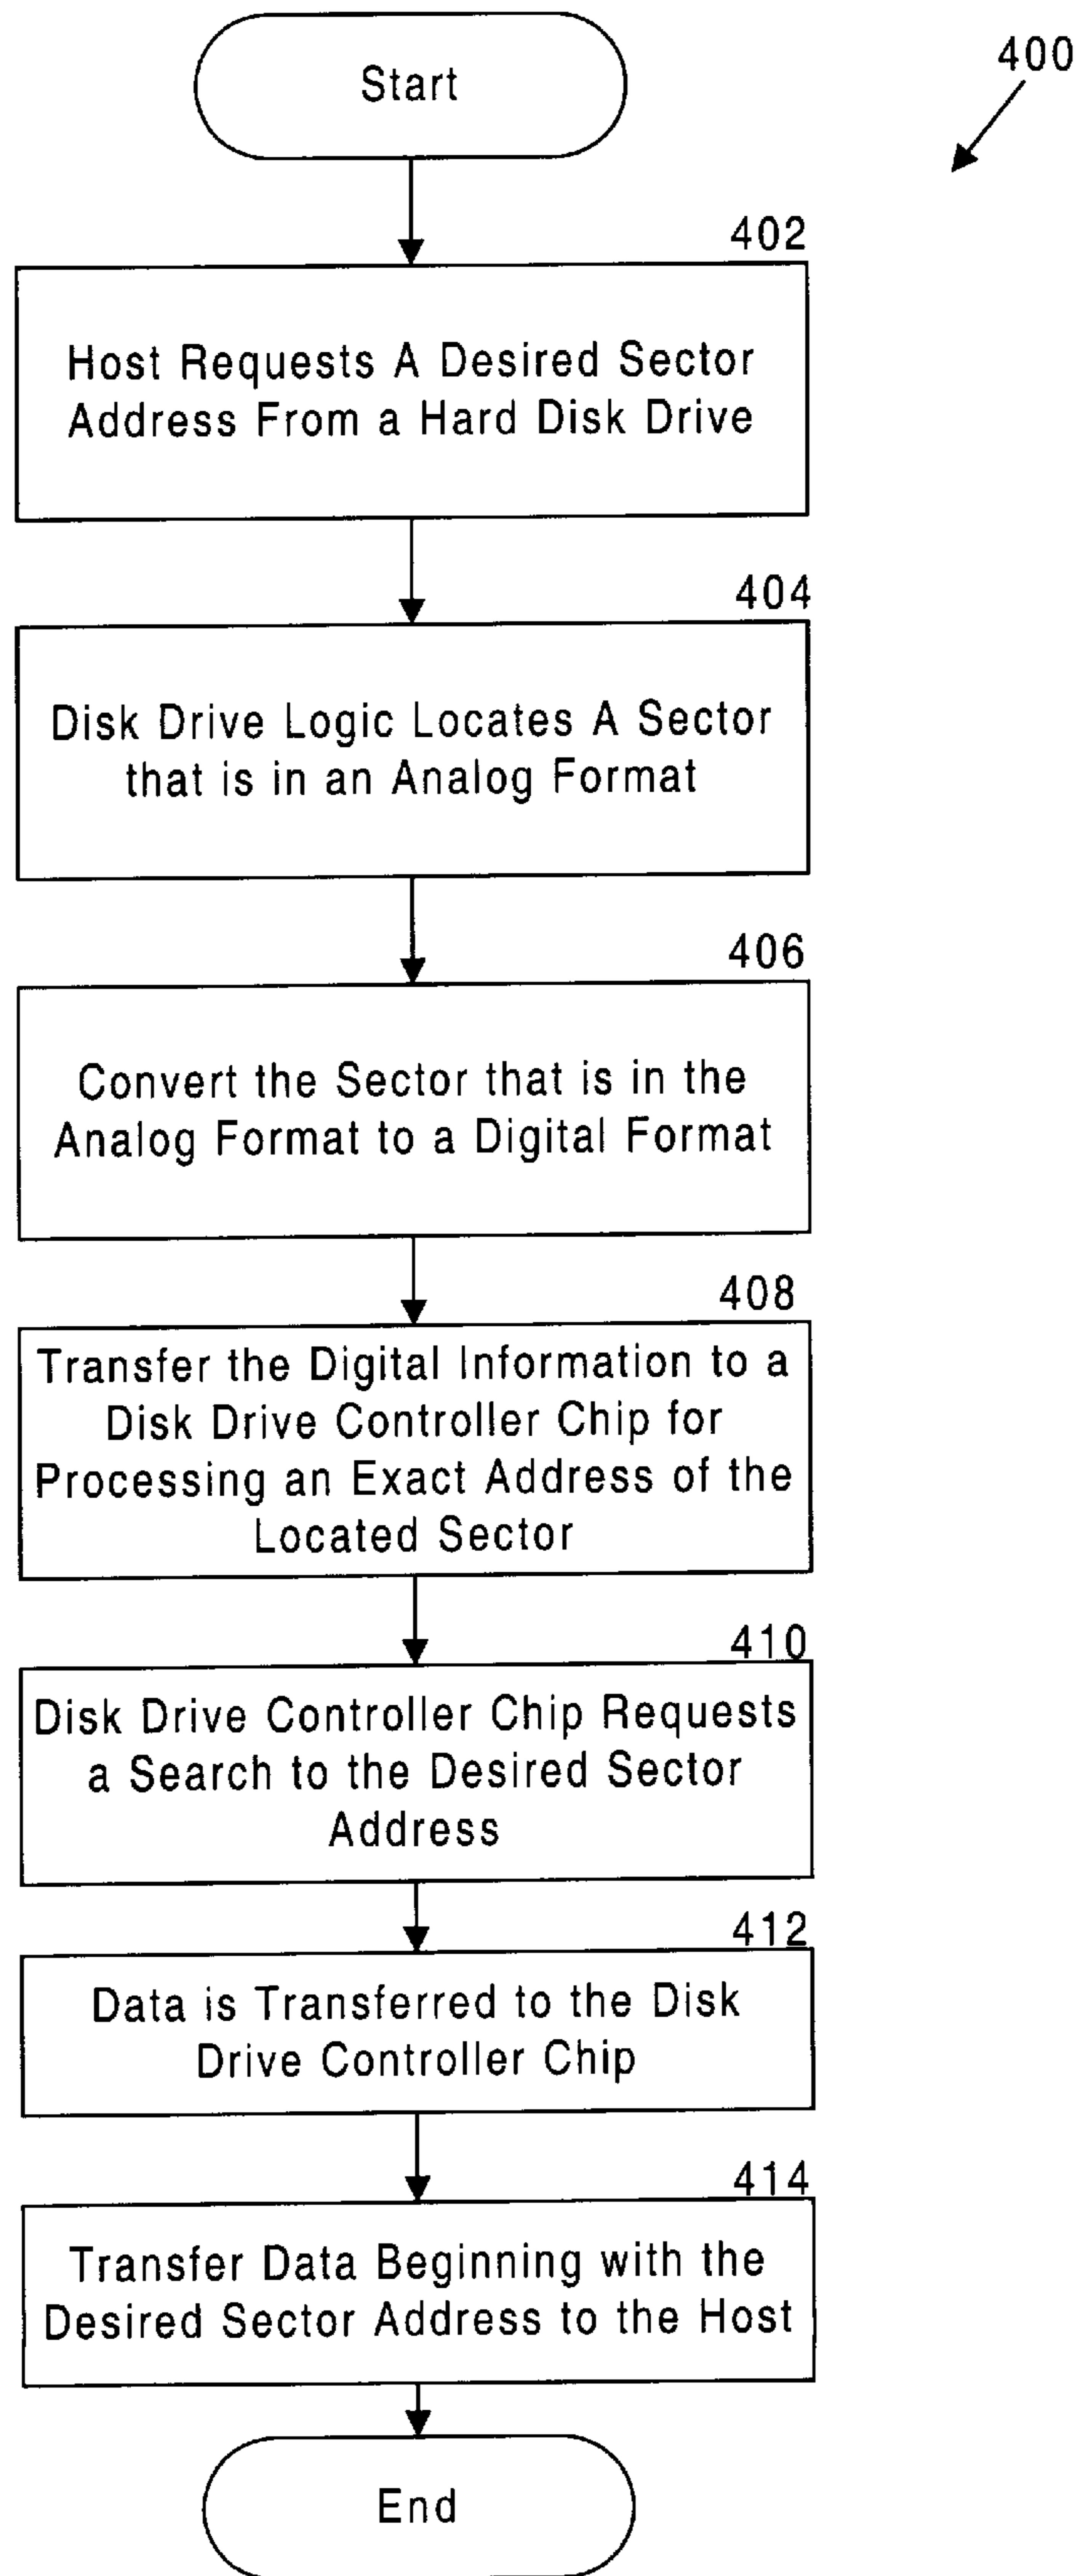 Start
400
402
Host Requests A Desired Sector
Address From a Hard Disk Drive
404
Disk Drive Logic Locates A Sector
that is in an Analog Format
406
Convert the Sector that is in the
Analog Format to a Digital Format
408
Transfer the Digital Information to a
Disk Drive Controller Chip for
Processing an Exact Address of the
Located Sector
410
Disk Drive Controller Chip Requests
a Search to the Desired Sector
Address
412
Data is Transferred to the Disk
Drive Controller Chip
414
Transfer Data Beginning with the
Desired Sector Address to the Host
End